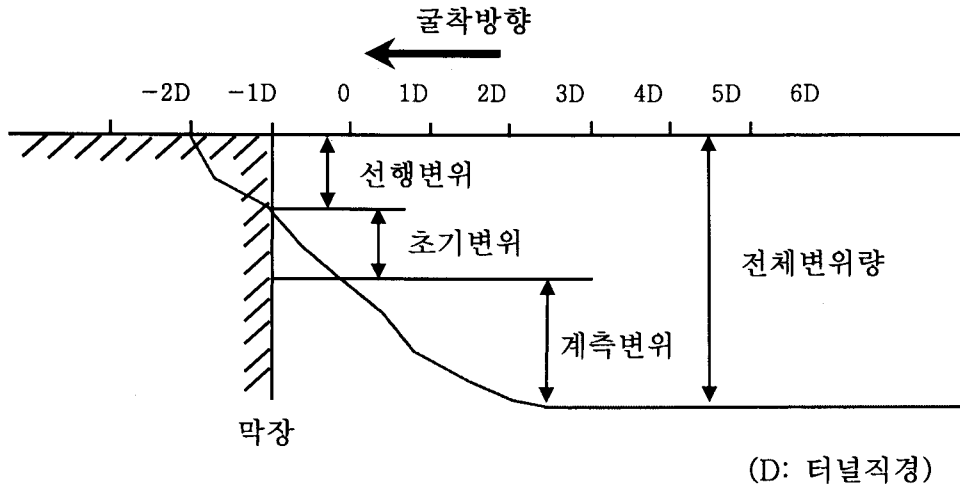 굴착방향
-2D -1D 0 1D 2D 3D 4D 5D 6D
선행변위
초기변위
전체변위량
계측변위
막장
(D: 터널직경)